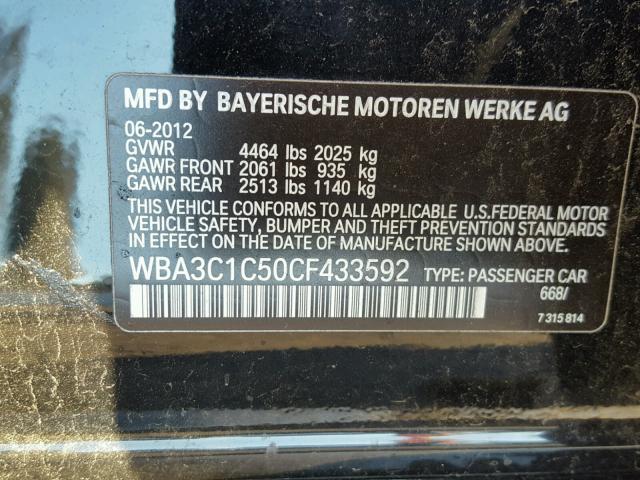 MFD BY BAYERISCHE MOTOREN WERKE AG
06-2012
GVWR 4464 lbs 2025 kg
GAWR FRONT 2061 lbs 935 kg
GAWR REAR 2513 lbs 1140 kg
THIS VEHICLE CONFORMS TO ALL APPLICABLE U.S.FEDERAL MOTOR
VEHICLE SAFETY, BUMPER, AND THEFT PREVENTION STANDARDS
IN EFFECT ON THE DATE OF MANUFACTURE SHOWN ABOVE.
WBA3C1C50CF433592 TYPE: PASSENGER CAR
668/
7 315 814